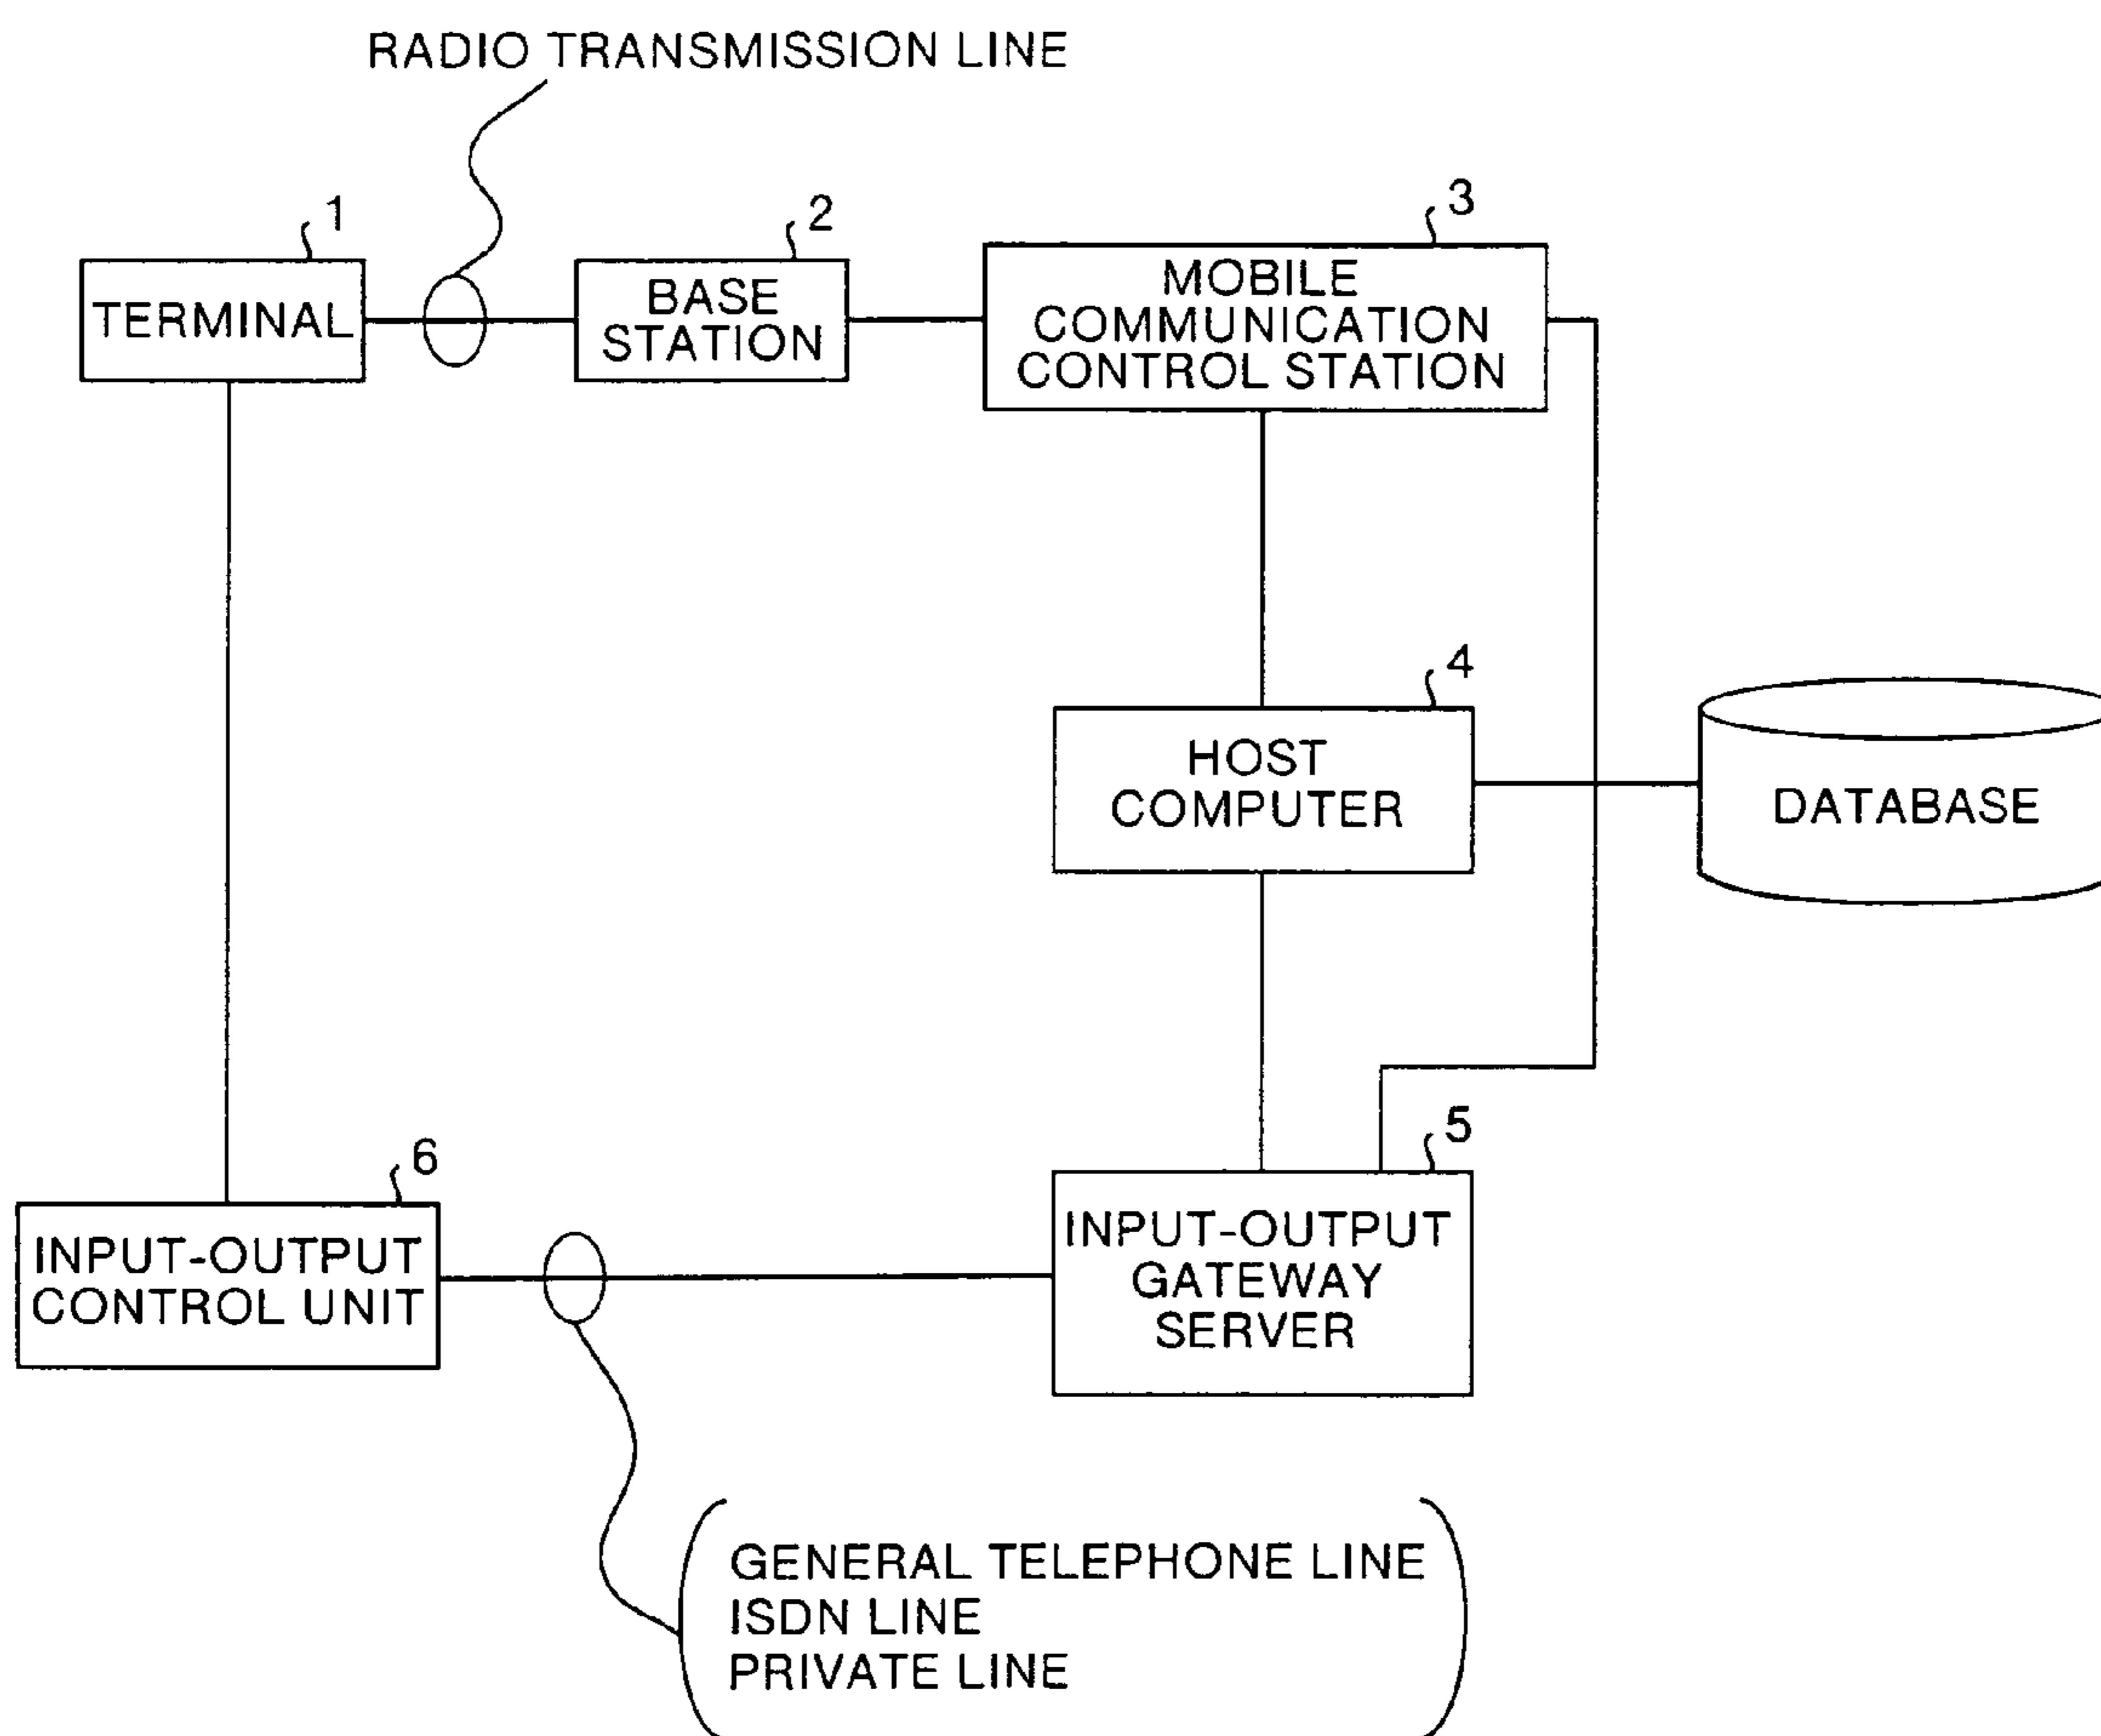 RADIO TRANSMISSION LINE
1
2
3
TERMINAL
BASE
STATION
MOBILE
COMMUNICATION
CONTROL STATION
4
HOST
COMPUTER
DATABASE
5
6
INPUT-OUTPUT
CONTROL UNIT
INPUT-OUTPUT
GATEWAY
SERVER
GENERAL TELEPHONE LINE
ISDN LINE
PRIVATE LINE